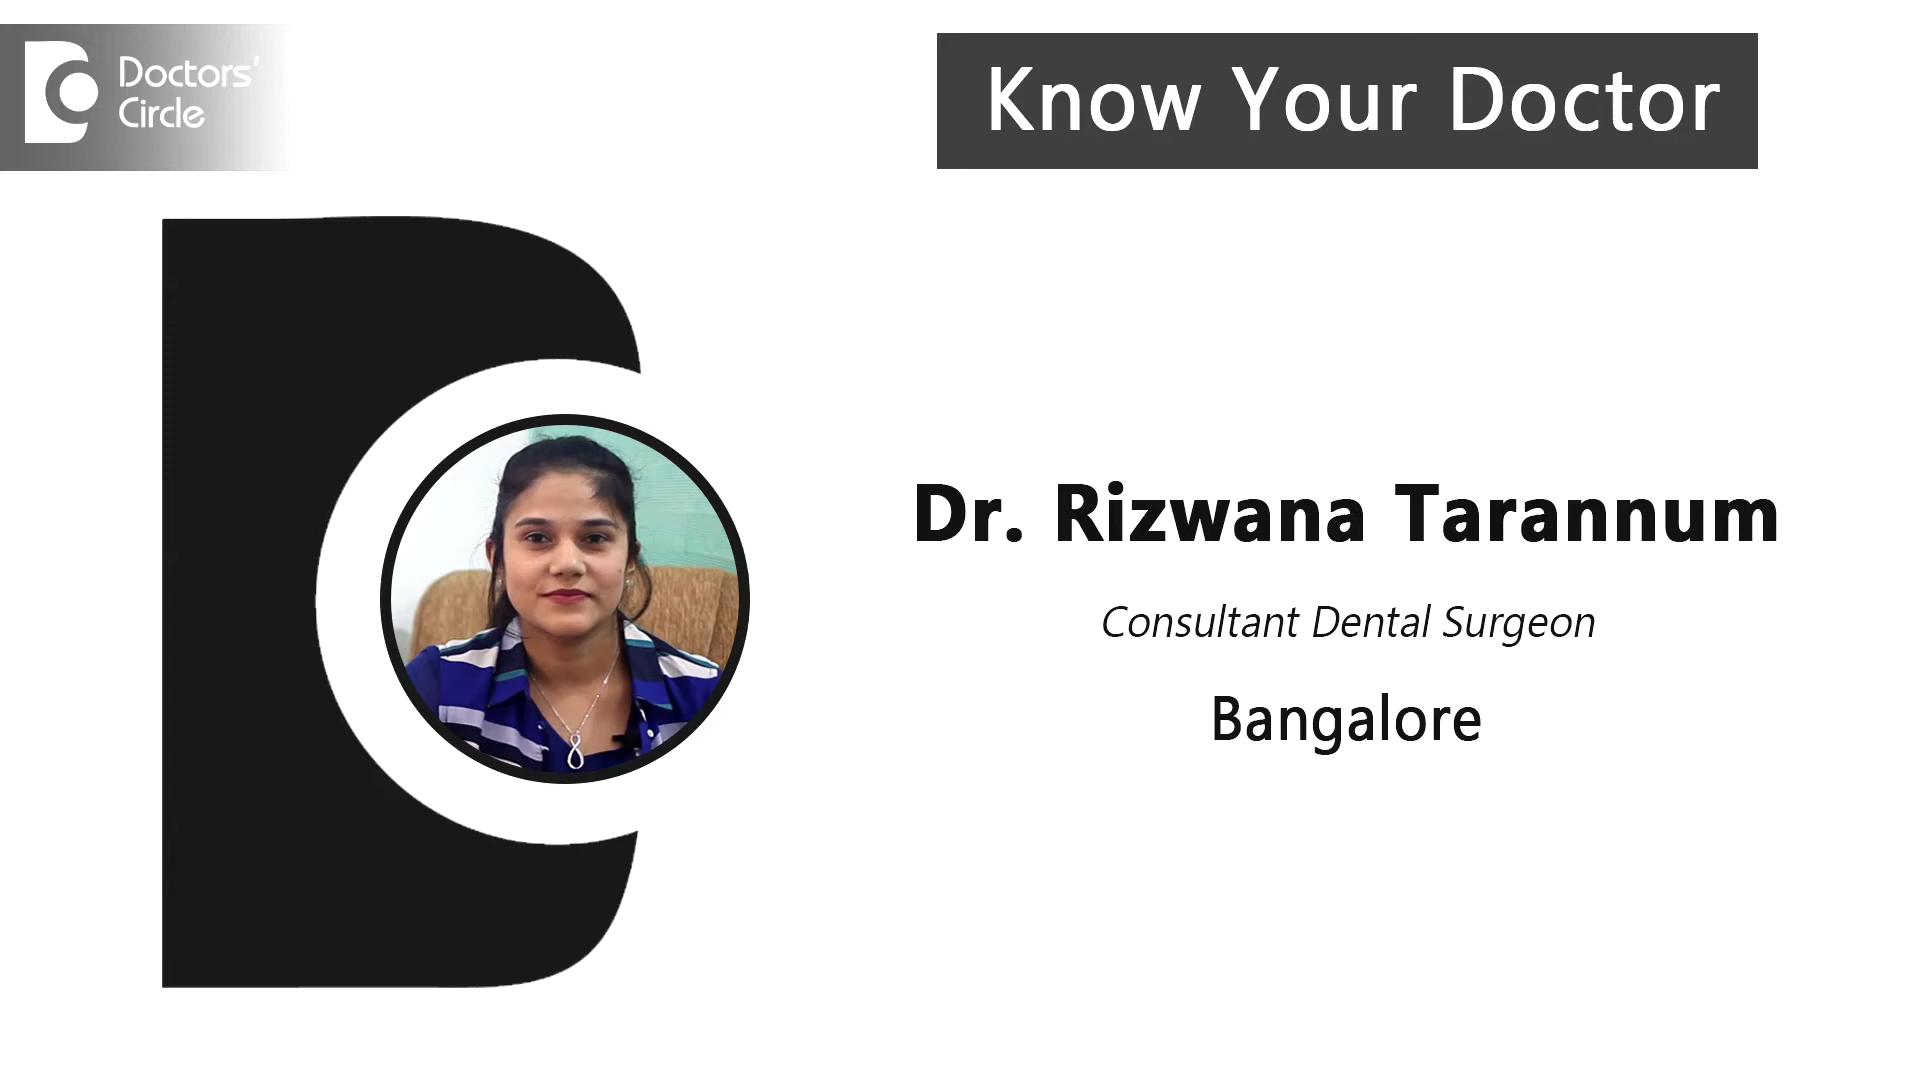 Doctors'
Circle
Know Your Doctor
Dr. Rizwana Tarannum
Consultant Dental Surgeon
Bangalore